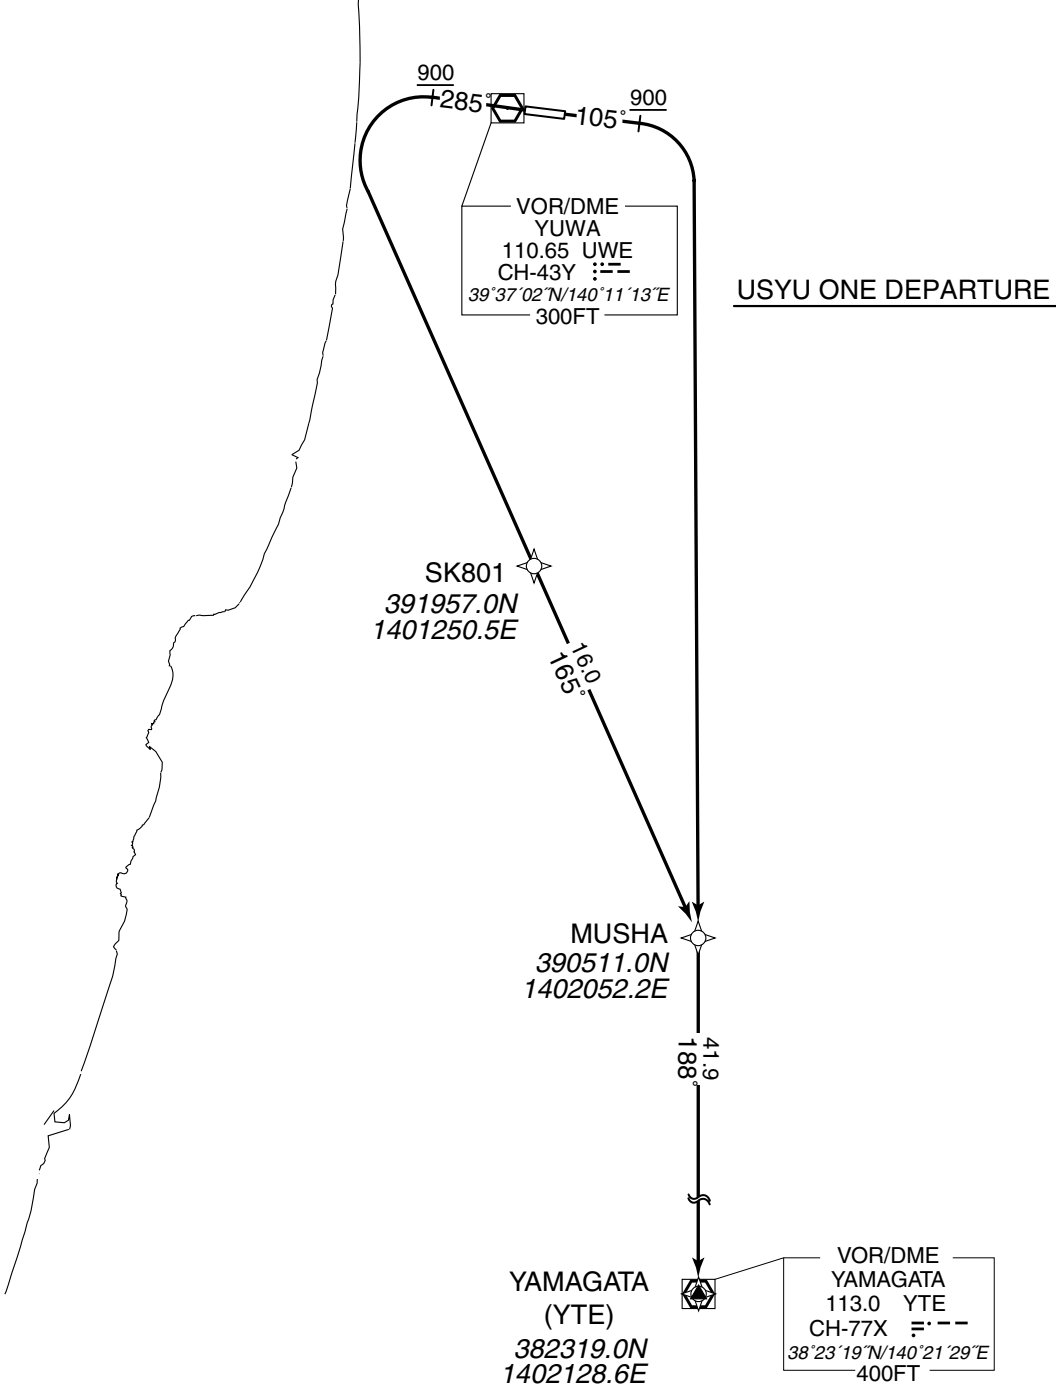 900
285°
105°
900
VOR/DME
YUWA
110.65 UWE
CH-43Y
39°37´02˝N/140°11´13˝E
300FT
USYU ONE DEPARTURE
SK801
391957.0N
1401250.5E
16.0
165°
MUSHA
390511.0N
1402052.2E
41.9
188°
YAMAGATA
(YTE)
382319.0N
1402128.6E
VOR/DME
YAMAGATA
113.0 YTE
CH-77X
38°23´19˝N/140°21´29˝E
400FT